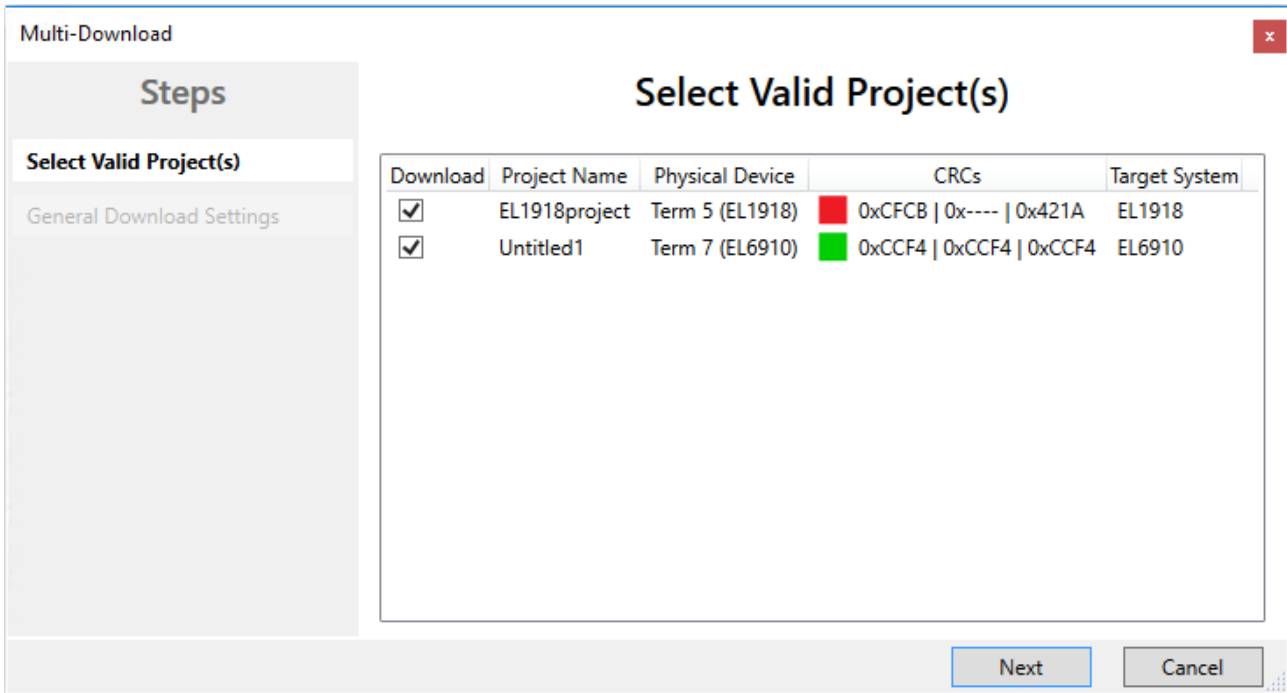 Multi-Download
x
Steps
Select Valid Project(s)
Select Valid Project(s)
General Download Settings
Download Project Name Physical Device CRCs Target System
EL1918project Term 5 (EL1918) 0xCFCB | 0x---- | 0x421A EL1918
Untitled1 Term 7 (EL6910) 0xCCF4 | 0xCCF4 | 0xCCF4 EL6910
Next Cancel